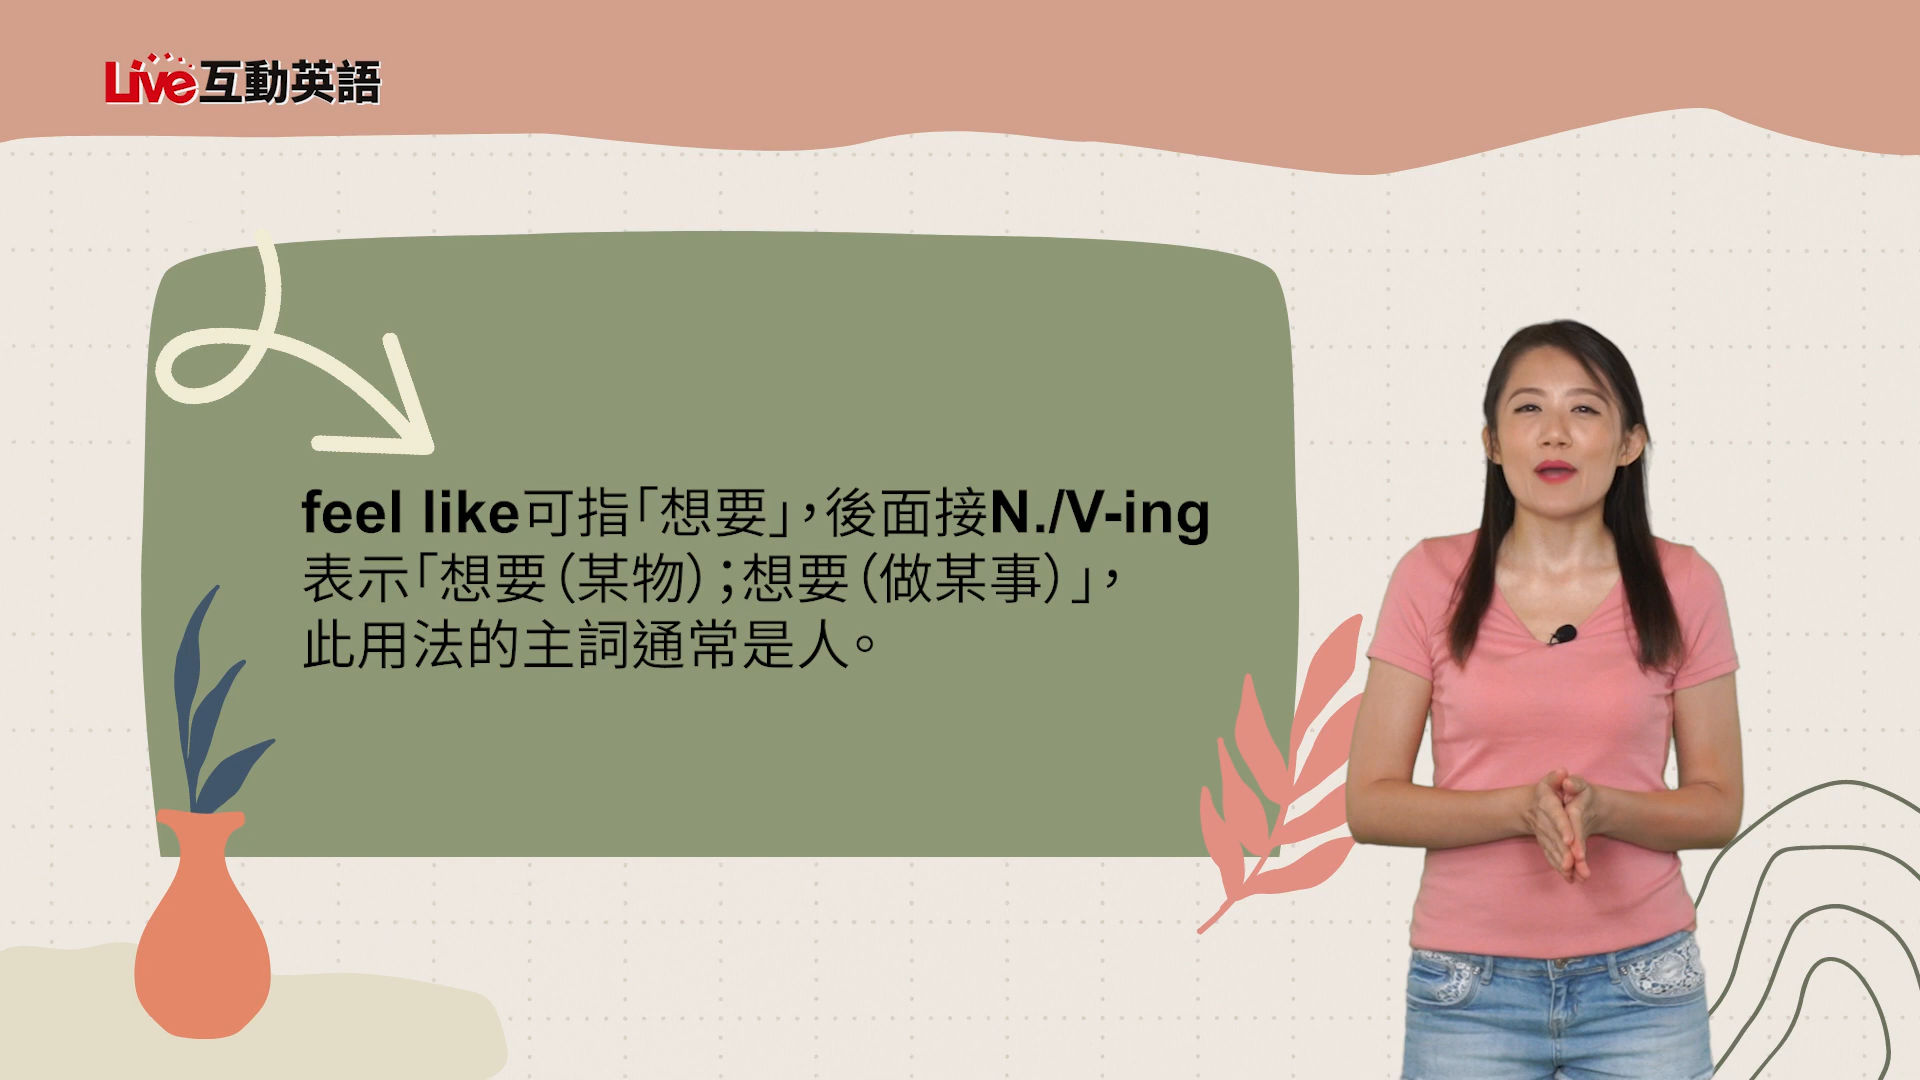 Live互動英語
feel like可指「想要」，後面接N./V-ing
表示「想要（某物）；想要（做某事）」，
此用法的主詞通常是人。